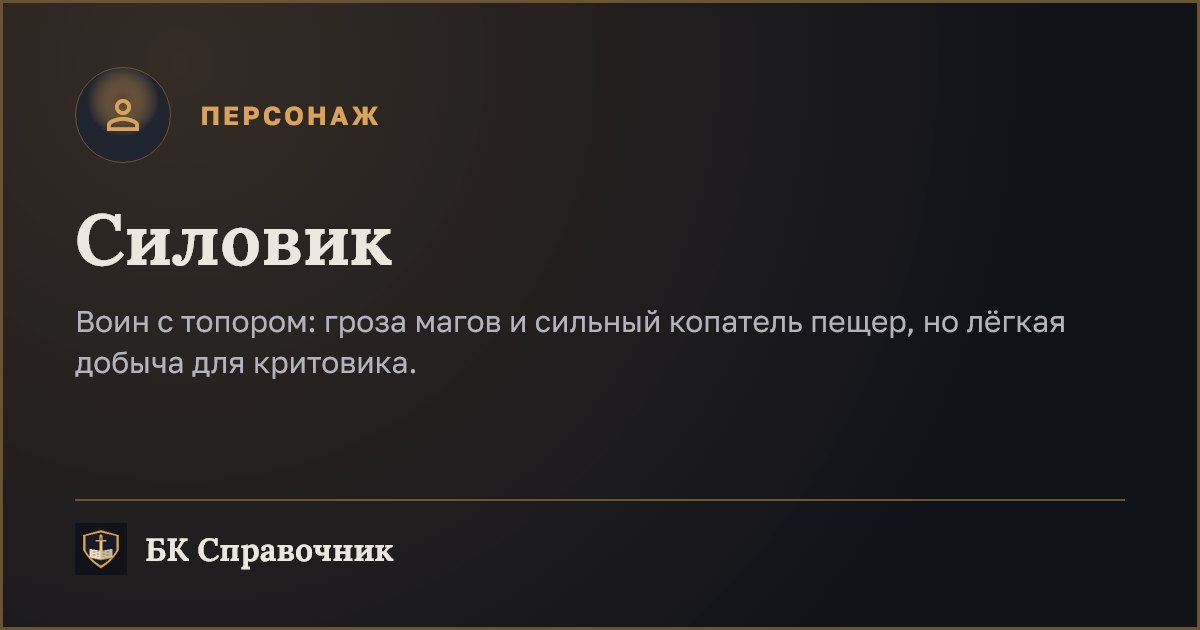 ПЕРСОНАЖ
Силовик
Воин с топором: гроза магов и сильный копатель пещер, но лёгкая
добыча для критовика.
БК Справочник